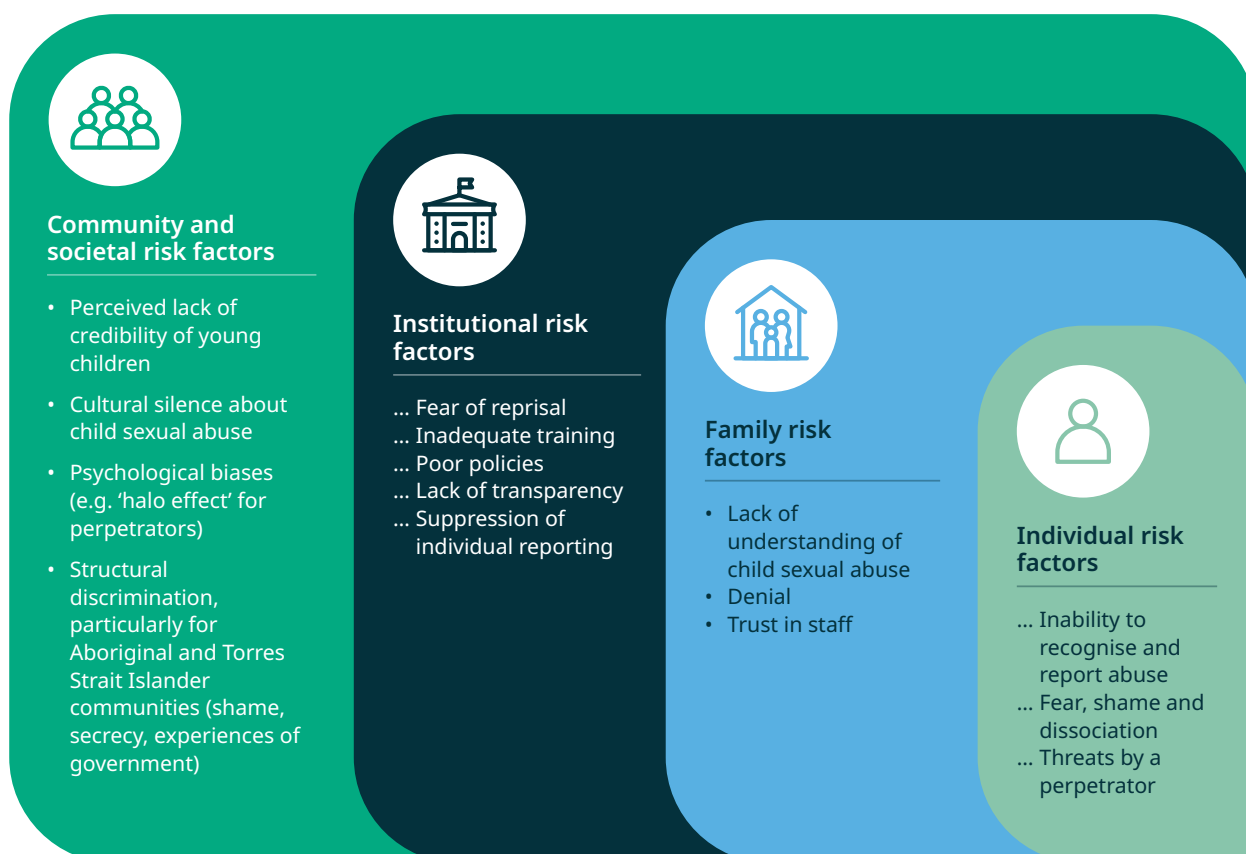 Community and
societal risk factors
• Perceived lack of
credibility of young
children
• Cultural silence about
child sexual abuse
• Psychological biases
(e.g. ‘halo effect’ for
perpetrators)
• Structural
discrimination,
particularly for
Aboriginal and Torres
Strait Islander
communities (shame,
secrecy, experiences of
government)
Institutional risk
factors
... Fear of reprisal
... Inadequate training
... Poor policies
... Lack of transparency
... Suppression of
individual reporting
Family risk
factors
• Lack of
understanding of
child sexual abuse
• Denial
• Trust in staff
Individual risk
factors
... Inability to
recognise and
report abuse
... Fear, shame and
dissociation
... Threats by a
perpetrator